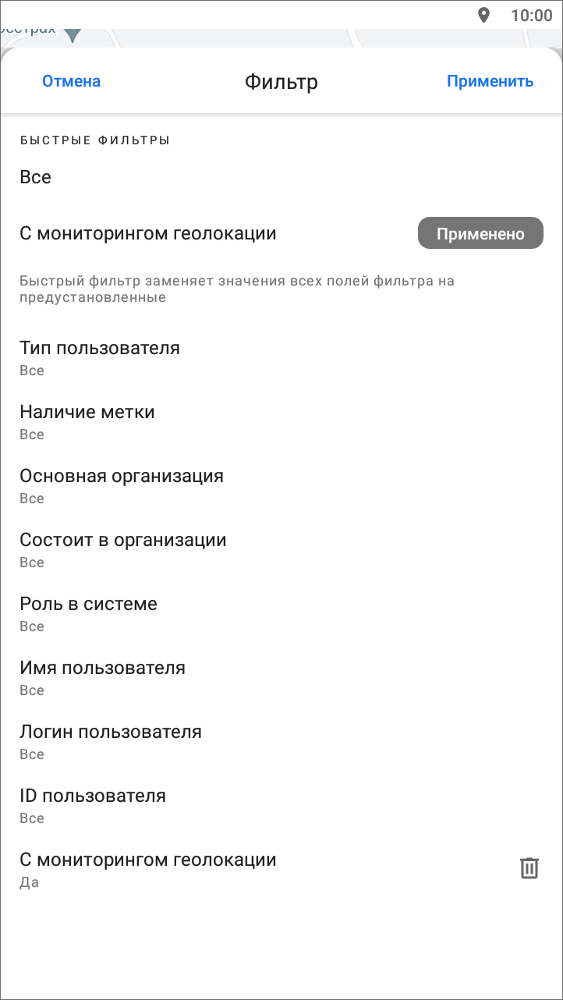 10:00
Отмена
Фильтр
Применить
БЫСТРЫЕ ФИЛЬТРЫ
Все
С мониторингом геолокации
Применено
Быстрый фильтр заменяет значения всех полей фильтра на
предустановленные
Тип пользователя
Все
Наличие метки
Все
Основная организация
Все
Состоит в организации
Все
Роль в системе
Все
Имя пользователя
Все
Логин пользователя
Все
ID пользователя
Все
С мониторингом геолокации
Да